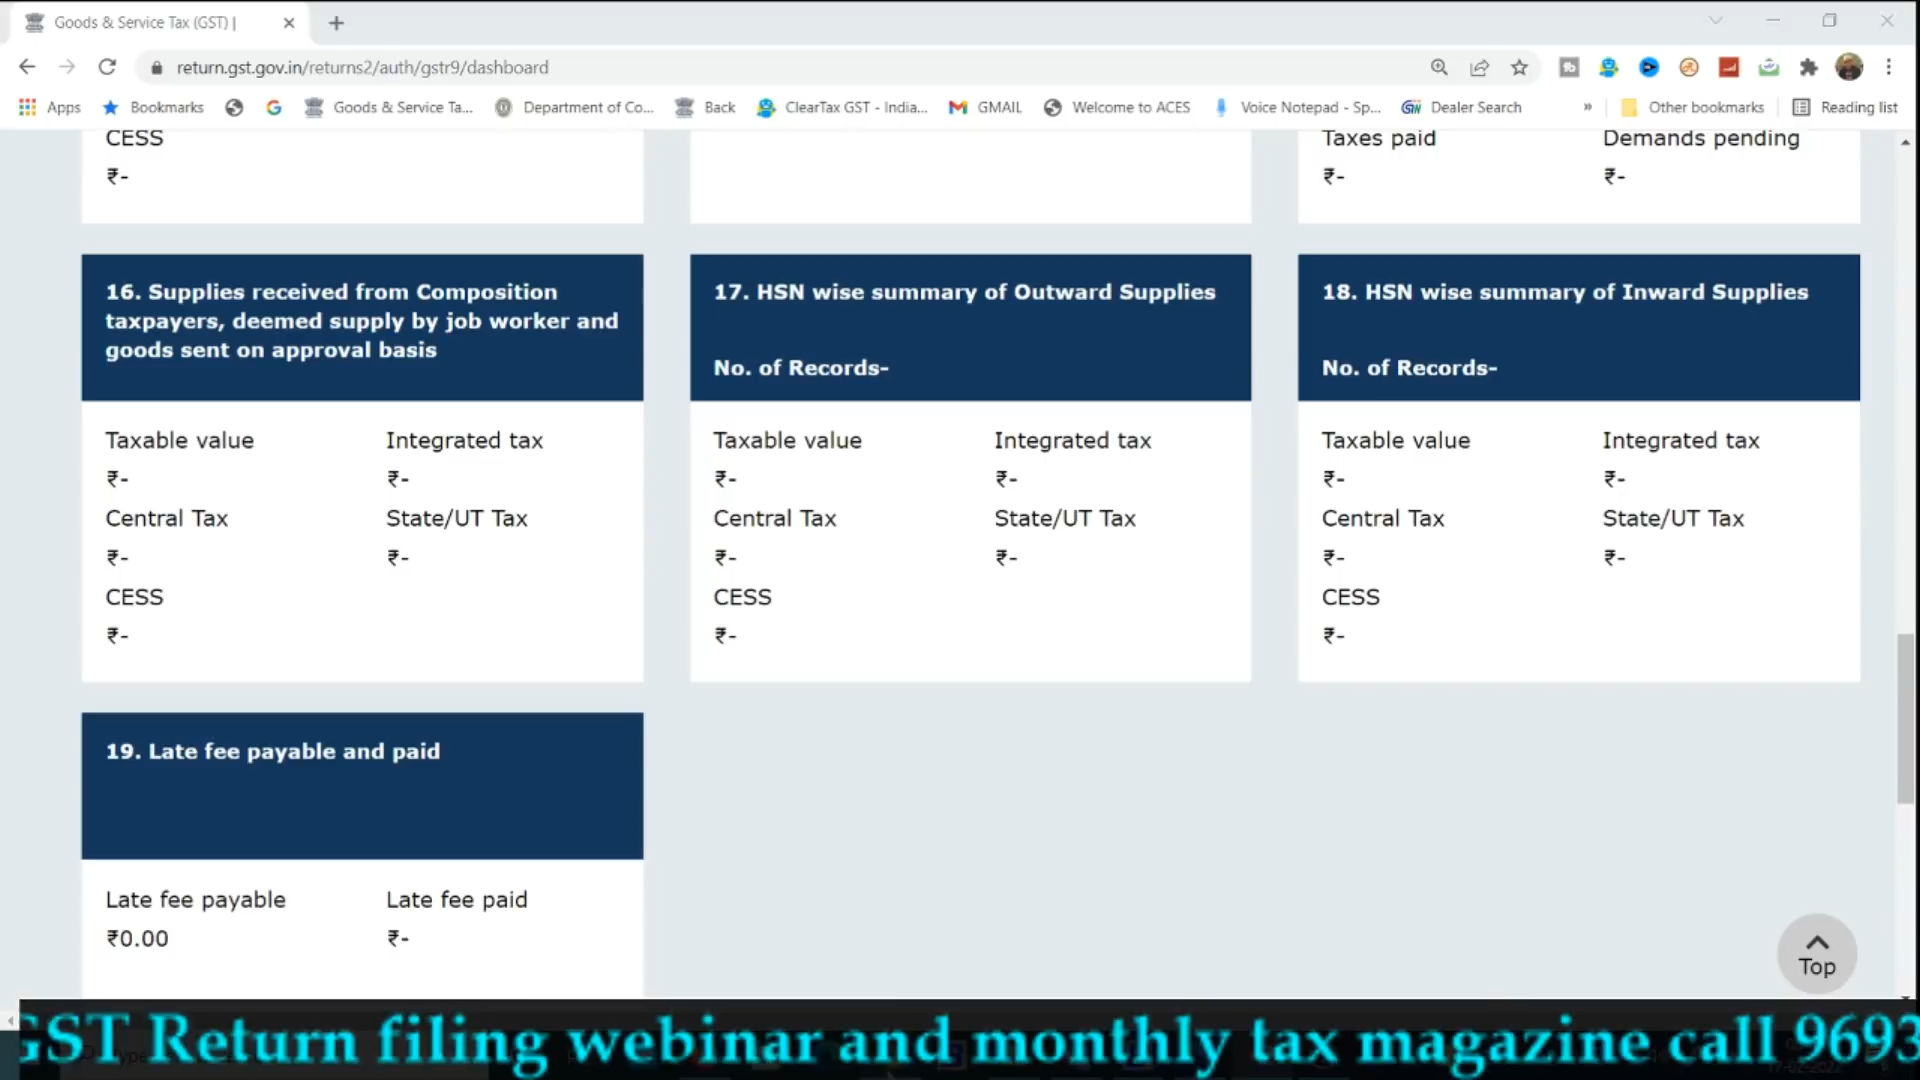 Goods & Service Tax (GST) |
return.gst.gov.in/returns2/auth/gstr9/dashboard
Apps Bookmarks Goods & Service Ta... Department of Co... Back ClearTax GST - India... GMAIL Welcome to ACES Voice Notepad - Sp... Dealer Search » Other bookmarks Reading list
CESS Taxes paid Demands pending
₹- ₹- ₹-
16. Supplies received from Composition
taxpayers, deemed supply by job worker and
goods sent on approval basis
Taxable value Integrated tax
₹- ₹-
Central Tax State/UT Tax
₹- ₹-
CESS
₹-
17. HSN wise summary of Outward Supplies
No. of Records-
Taxable value Integrated tax
₹- ₹-
Central Tax State/UT Tax
₹- ₹-
CESS
₹-
18. HSN wise summary of Inward Supplies
No. of Records-
Taxable value Integrated tax
₹- ₹-
Central Tax State/UT Tax
₹- ₹-
CESS
₹-
19. Late fee payable and paid
Late fee payable Late fee paid
₹0.00 ₹-
Top
GST Return filing webinar and monthly tax magazine call 9693